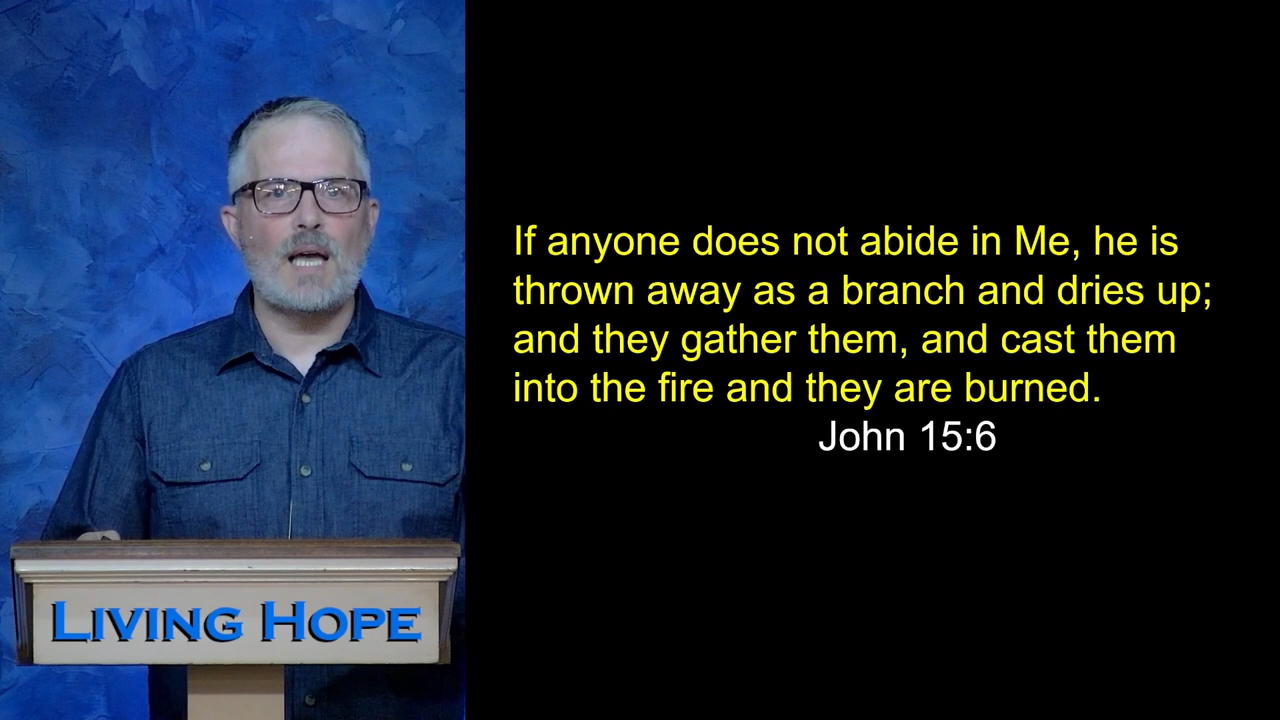 If anyone does not abide in Me, he is
thrown away as a branch and dries up;
and they gather them, and cast them
into the fire and they are burned.
John 15:6
LIVING HOPE